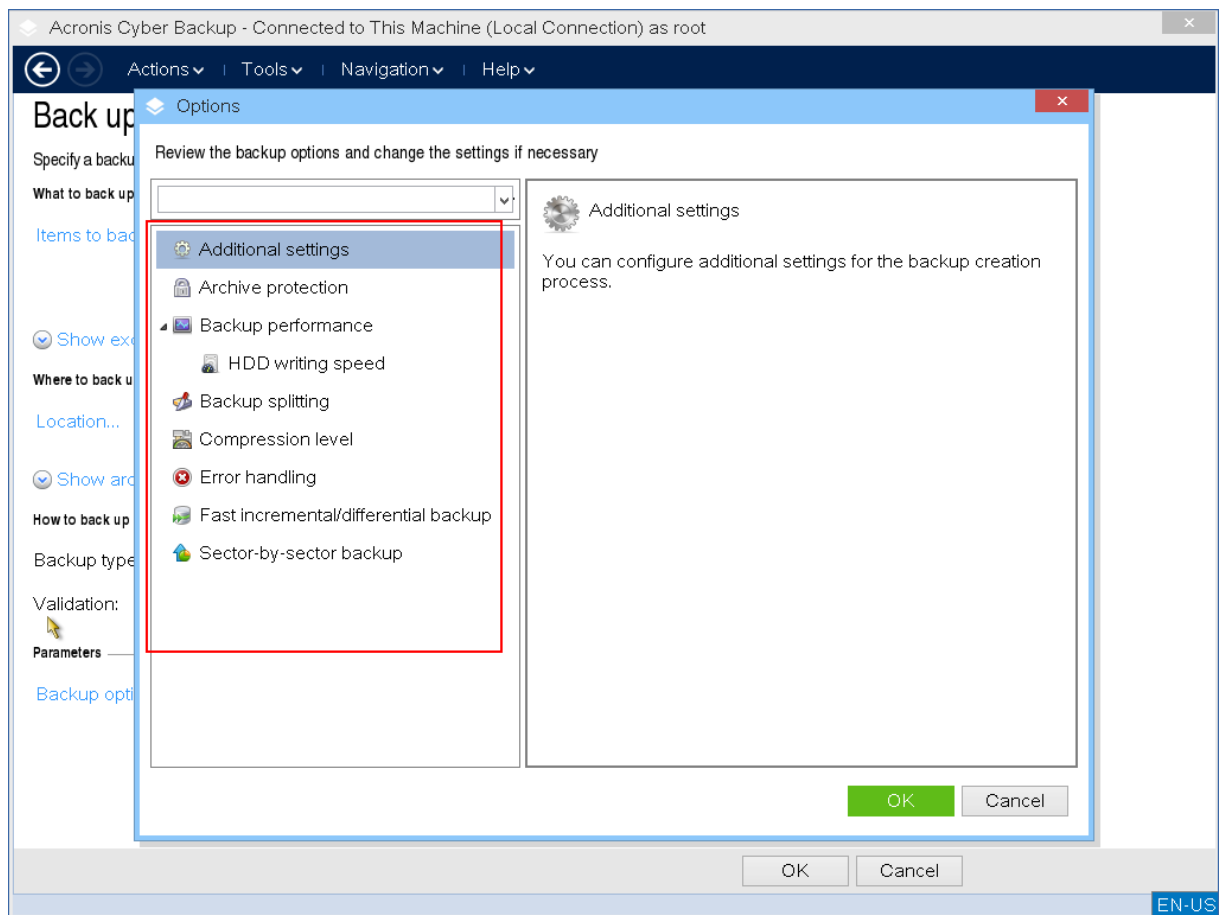 Acronis Cyber Backup - Connected to This Machine (Local Connection) as root
Actions
Tools
Navigation
Help
Back up
Specify a backu
What to back up
Items to bac
Show exc
Where to back u
Location...
Show arc
How to back up
Backup type
Validation:
Parameters
Backup opti
Options
Review the backup options and change the settings if necessary
Additional settings
Archive protection
Backup performance
HDD writing speed
Backup splitting
Compression level
Error handling
Fast incremental/differential backup
Sector-by-sector backup
Additional settings
You can configure additional settings for the backup creation
process.
OK
Cancel
OK
Cancel
EN-US